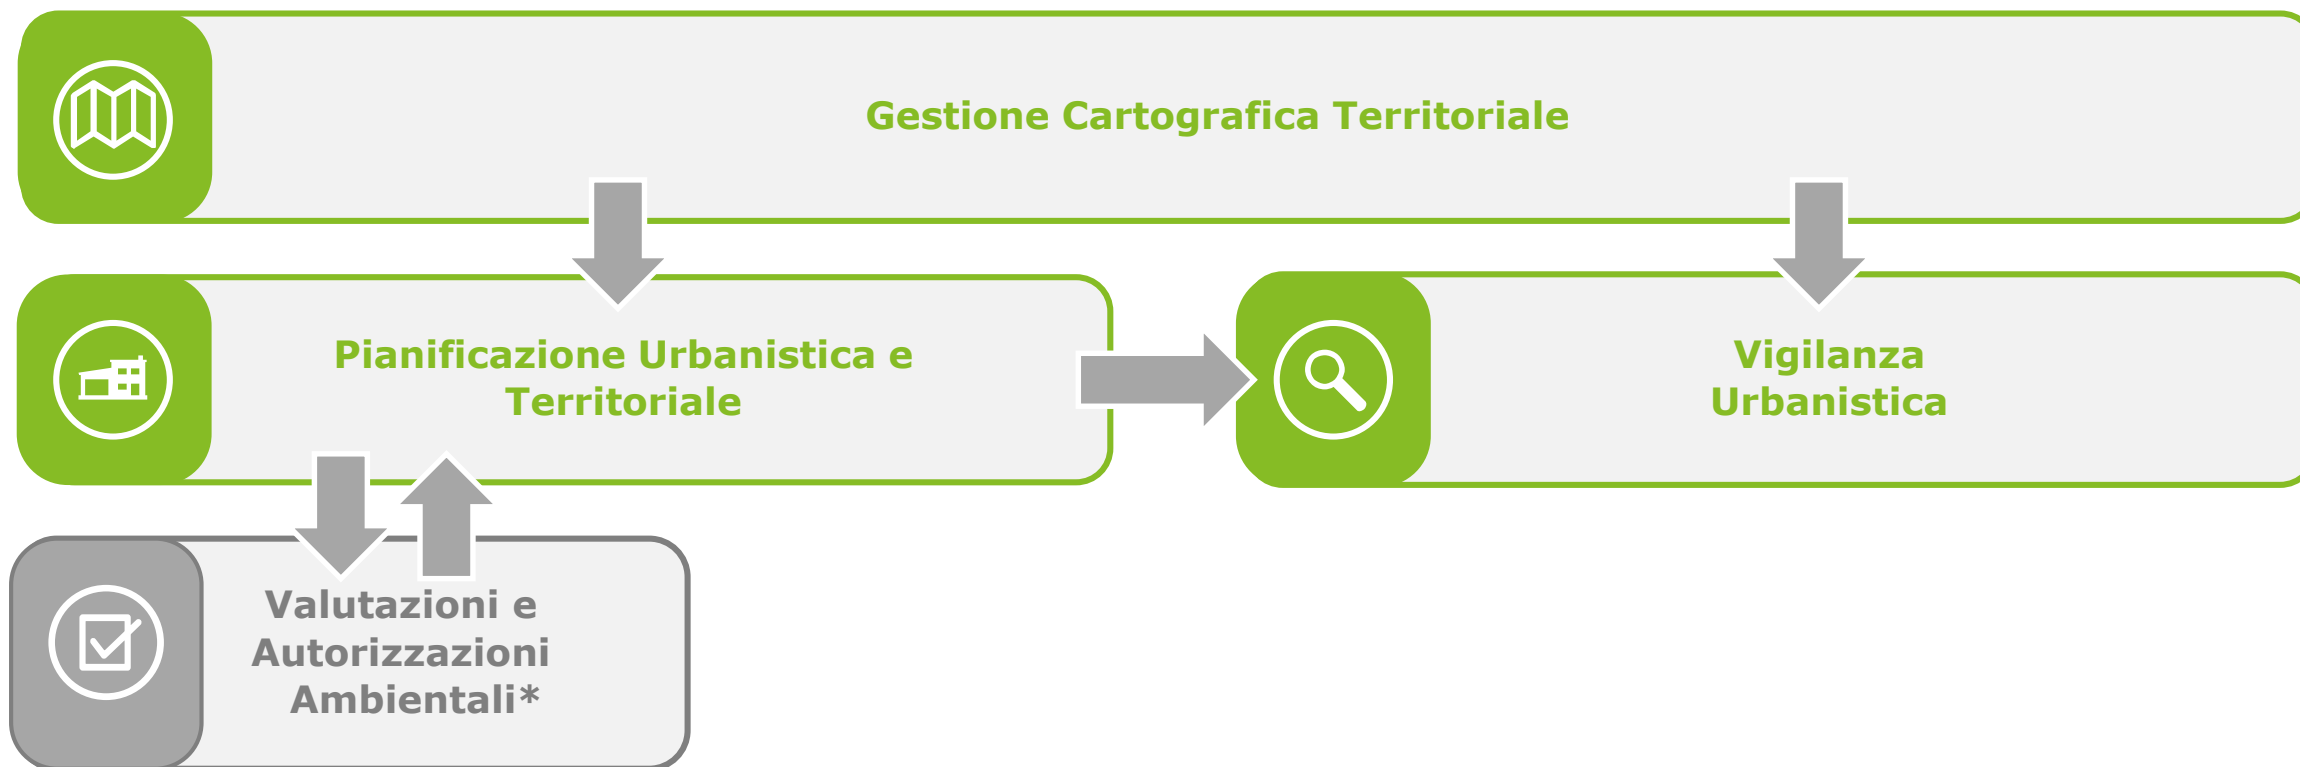 Gestione Cartografica Territoriale
Pianificazione Urbanistica e
Territoriale
Vigilanza
Urbanistica
Valutazioni e
Autorizzazioni
Ambientali*